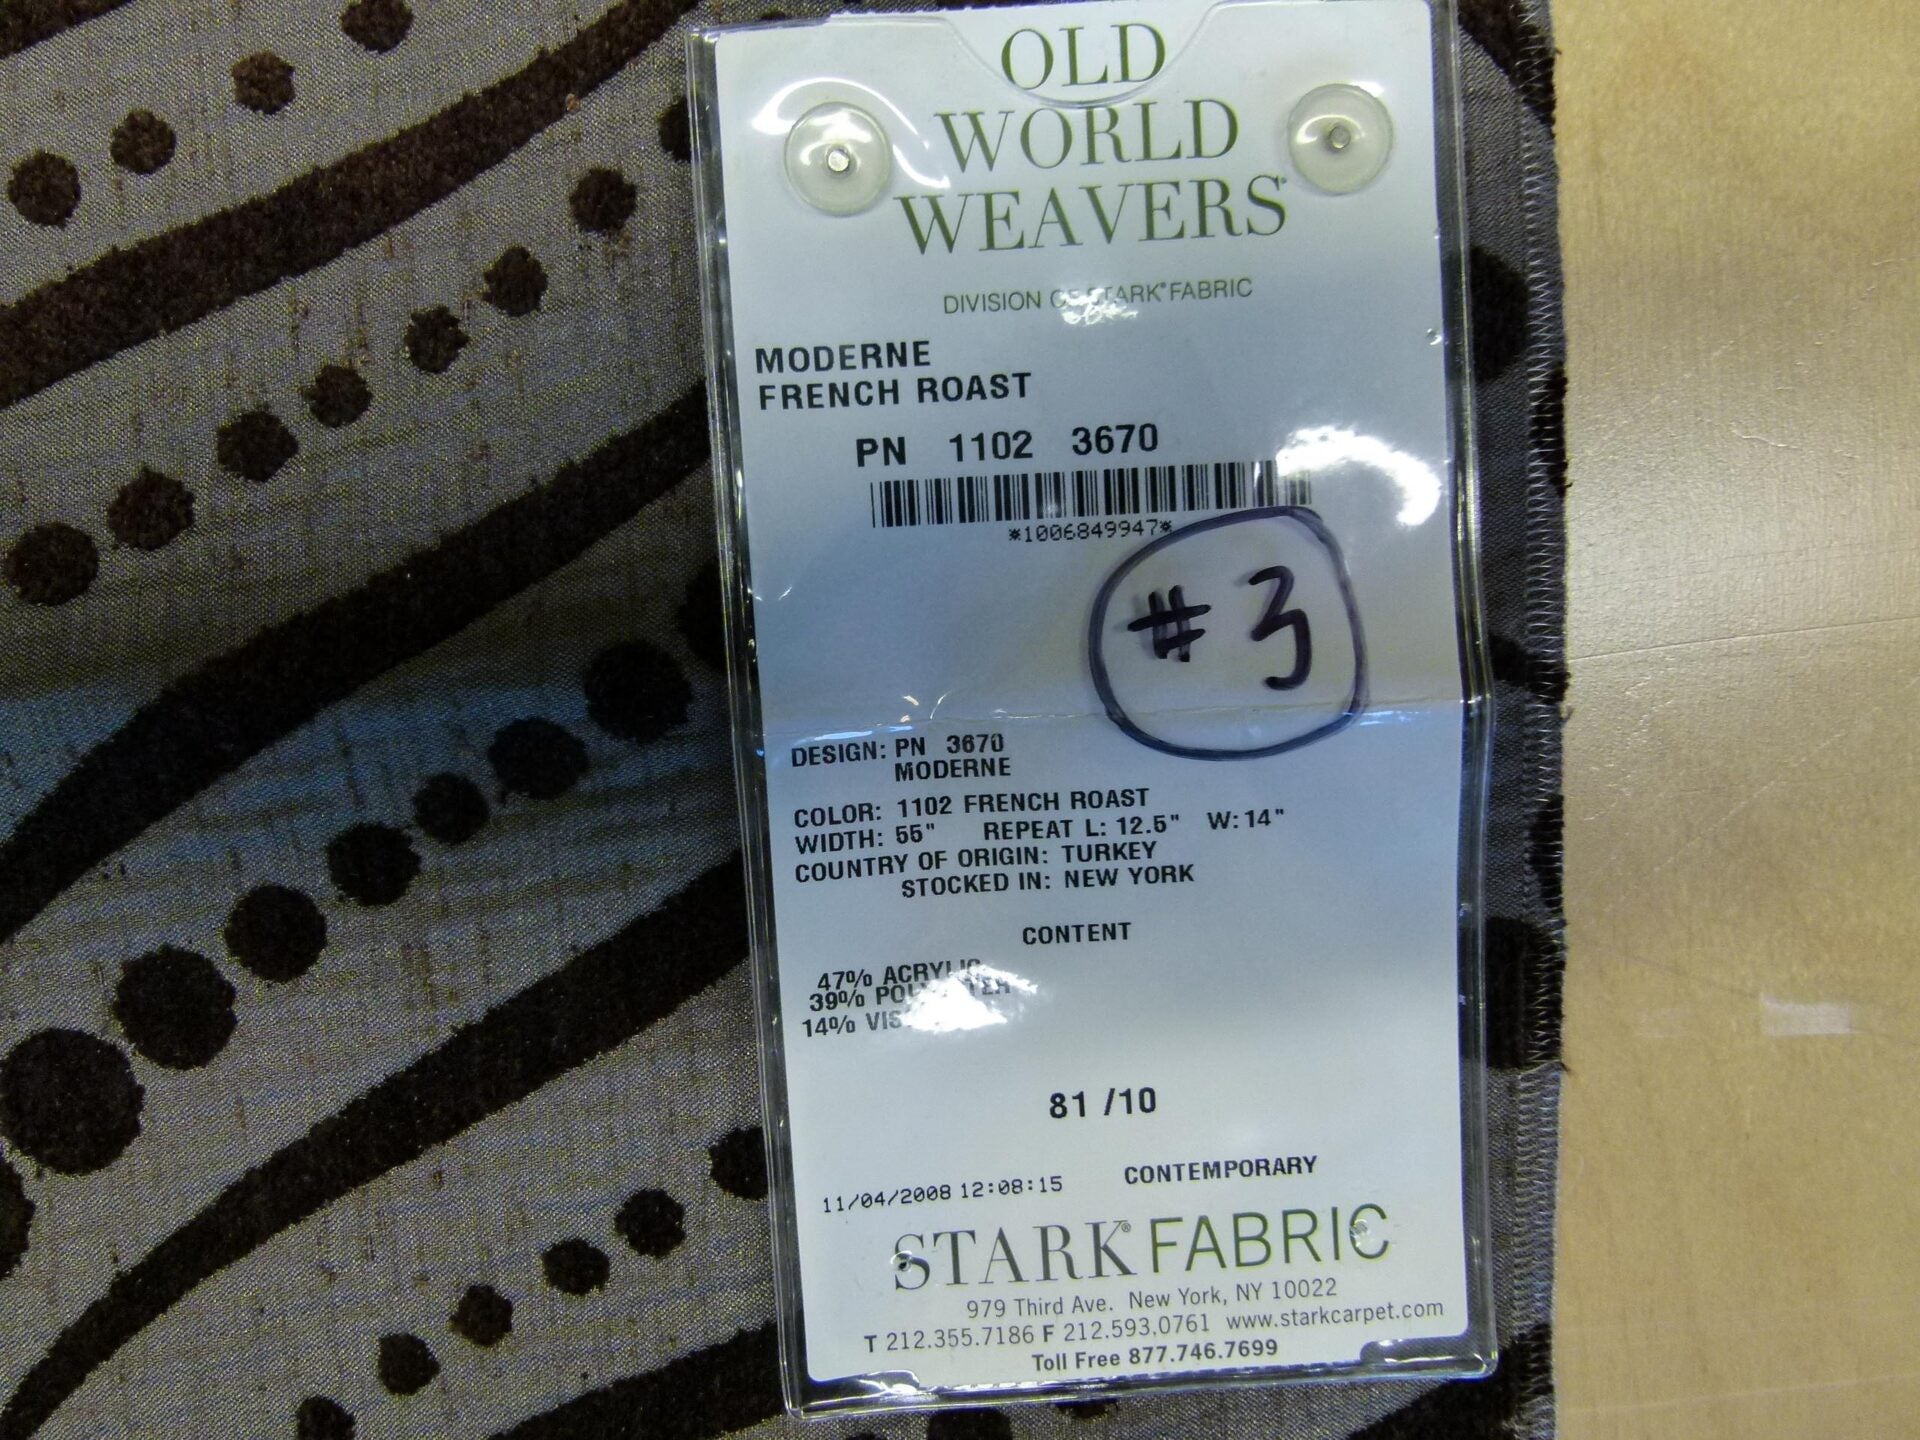 OLD
WORLD
WEAVERS®
DIVISION OF STARK® FABRIC
MODERNE
FRENCH ROAST
PN 1102 3670
*1006849947*
#3
DESIGN: PN 3670
MODERNE
COLOR: 1102 FRENCH ROAST
WIDTH: 55" REPEAT L: 12.5" W: 14"
COUNTRY OF ORIGIN: TURKEY
STOCKED IN: NEW YORK
CONTENT
47% ACRYLIC
39% POLYESTER
14%
81 /10
11/04/2008 12:08:15 CONTEMPORARY
STARK® FABRIC
979 Third Ave. New York, NY 10022
T 212.355.7186 F 212.593.0761 www.starkcarpet.com
Toll Free 877.746.7699